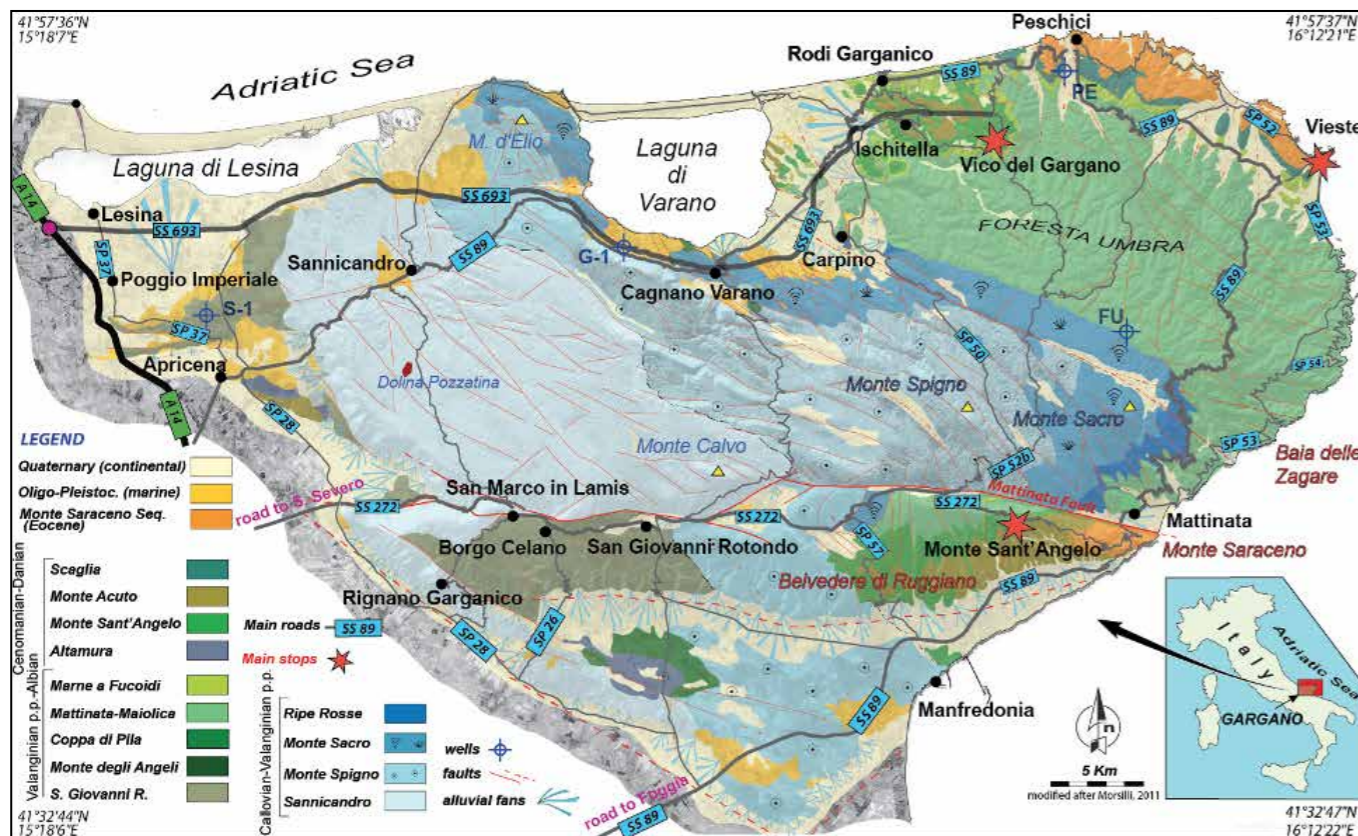 41°57'36"N
15°18'7"E
41°57'37"N
16°12'21"E
Peschici
Adriatic Sea
Rodi Garganico
SS 89
PE
SS 89
SP 52
Vieste
M. d'Elio
Laguna
di
Varano
Ischitella
Vico del Gargano
Laguna di Lesina
A 14
Lesina
SS 693
SS 693
SS 693
SP 53
FORESTA UMBRA
SP 37
Poggio Imperiale
Sannicandro
SS 89
G-1
Carpino
Cagnano Varano
SS 89
S-1
SP 37
FU
SP 50
Apricena
Dolina Pozzatina
Monte Spigno
Monte Sacro
SP 54
A 14
SP 28
Monte Calvo
SP 53
Baia delle
Zagare
SP 52b
Mattinata Fault
San Marco in Lamis
road to S. Severo
SS 272
SS 272
SS 272
Mattinata
Borgo Celano
San Giovanni Rotondo
SP 57
Monte Sant'Angelo
Monte Saraceno
Belvedere di Ruggiano
SS 89
Rignano Garganico
SP 28
SP 26
SS 89
Manfredonia
road to Foggia
SS 89
LEGEND
Quaternary (continental)
Oligo-Pleistoc. (marine)
Monte Saraceno Seq.
(Eocene)
Cenomanian-Danian
Scaglia
Monte Acuto
Monte Sant'Angelo
Altamura
Valanginian p.p.-Albian
Marne a Fucoidi
Mattinata-Maiolica
Coppa di Pila
Monte degli Angeli
S. Giovanni R.
Main roads
SS 89
Main stops
Callovian-Valanginian p.p.
Ripe Rosse
Monte Sacro
Monte Spigno
Sannicandro
wells
faults
alluvial fans
n
5 Km
modified after Morsilli, 2011
Italy
Adriatic Sea
GARGANO
41°32'44"N
15°18'6"E
41°32'47"N
16°12'22"E